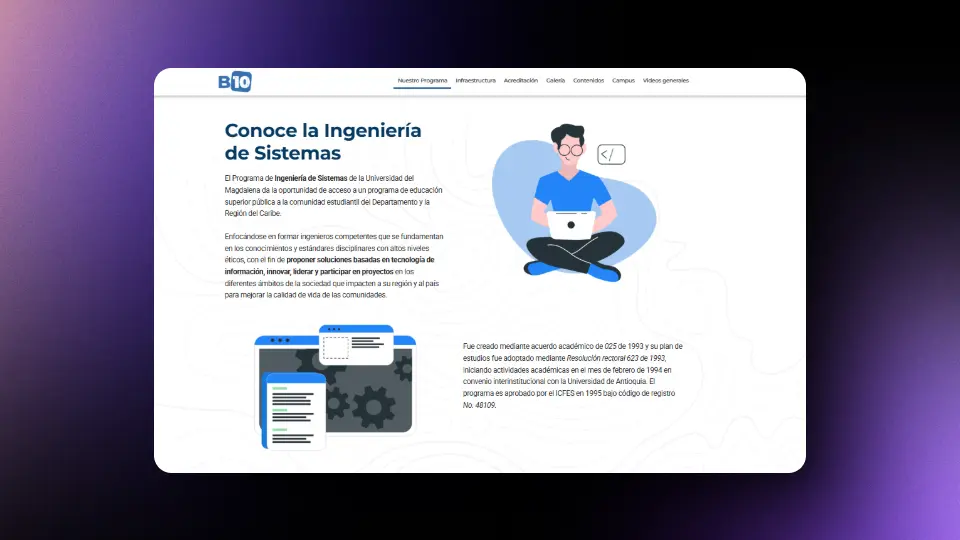 B10
Nuestro Programa Infraestructura Acreditación Galería Contenidos Campus Videos generales
Conoce la Ingeniería
de Sistemas
El Programa de Ingeniería de Sistemas de la Universidad del
Magdalena da la oportunidad de acceso a un programa de educación
superior pública a la comunidad estudiantil del Departamento y la
Región del Caribe.
Enfocándose en formar ingenieros competentes que se fundamentan
en los conocimientos y estándares disciplinares con altos niveles
éticos, con el fin de proponer soluciones basadas en tecnología de
información, innovar, liderar y participar en proyectos en los
diferentes ámbitos de la sociedad que impacten a su región y al país
para mejorar la calidad de vida de las comunidades.
</>
Fue creado mediante acuerdo académico de 025 de 1993 y su plan de
estudios fue adoptado mediante Resolución rectoral 623 de 1993,
iniciando actividades académicas en el mes de febrero de 1994 en
convenio interinstitucional con la Universidad de Antioquia. El
programa es aprobado por el ICFES en 1995 bajo código de registro
No. 48109.